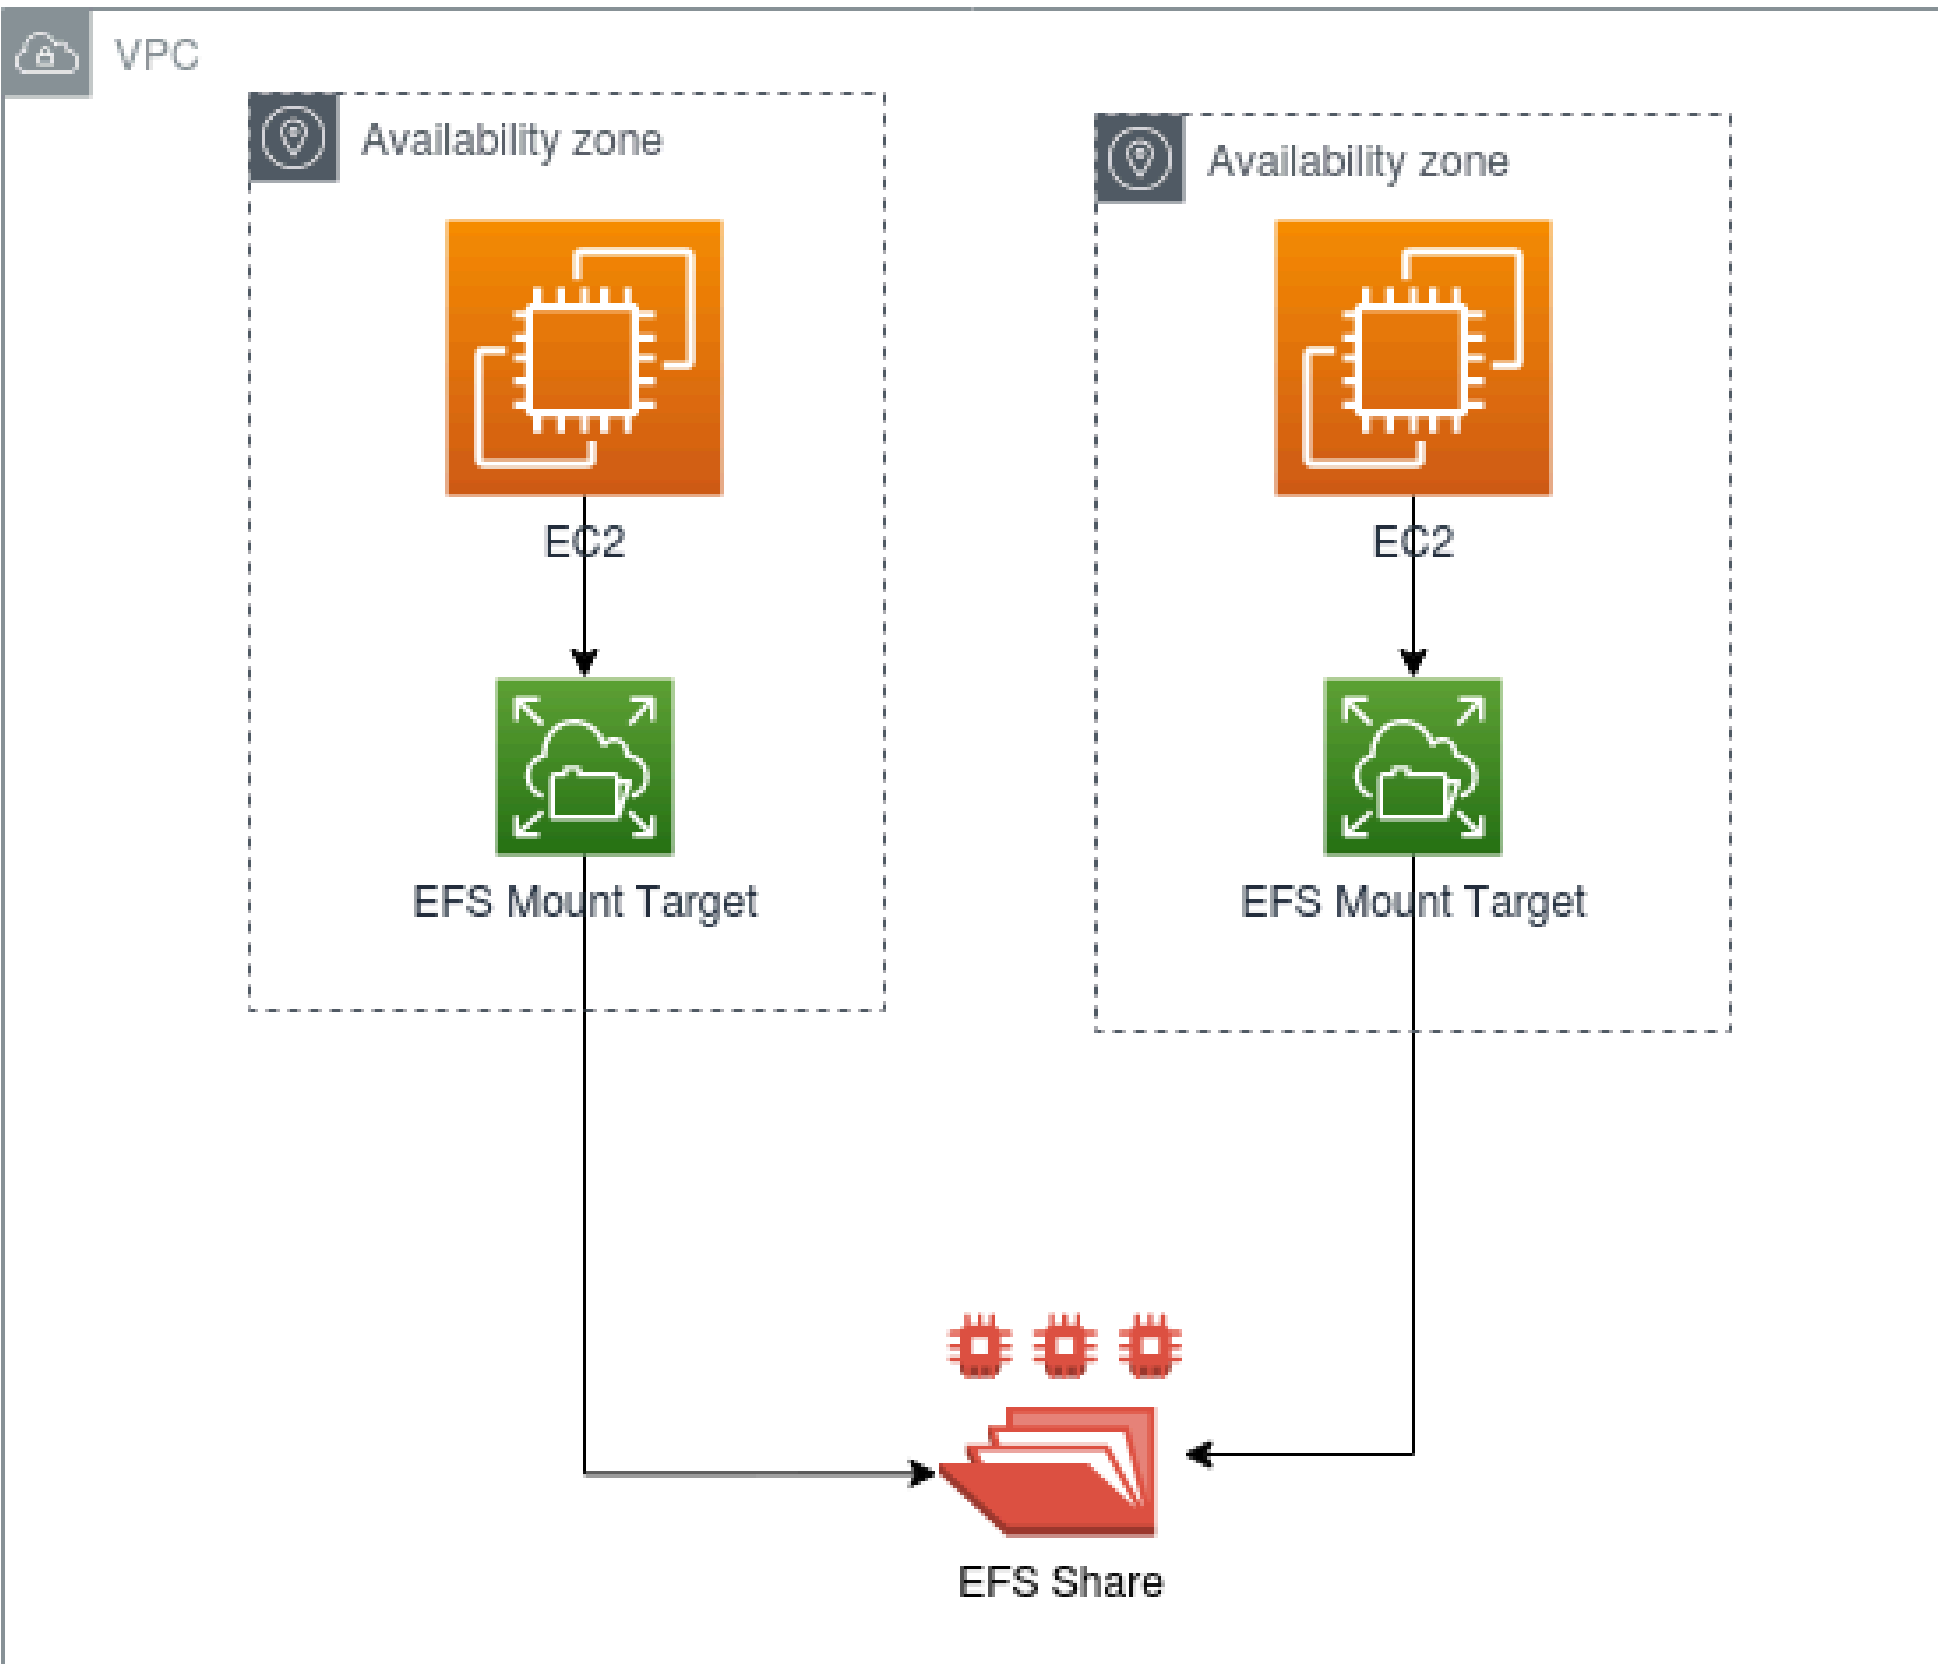 VPC
Availability zone
Availability zone
EC2
EC2
EFS Mount Target
EFS Mount Target
EFS Share